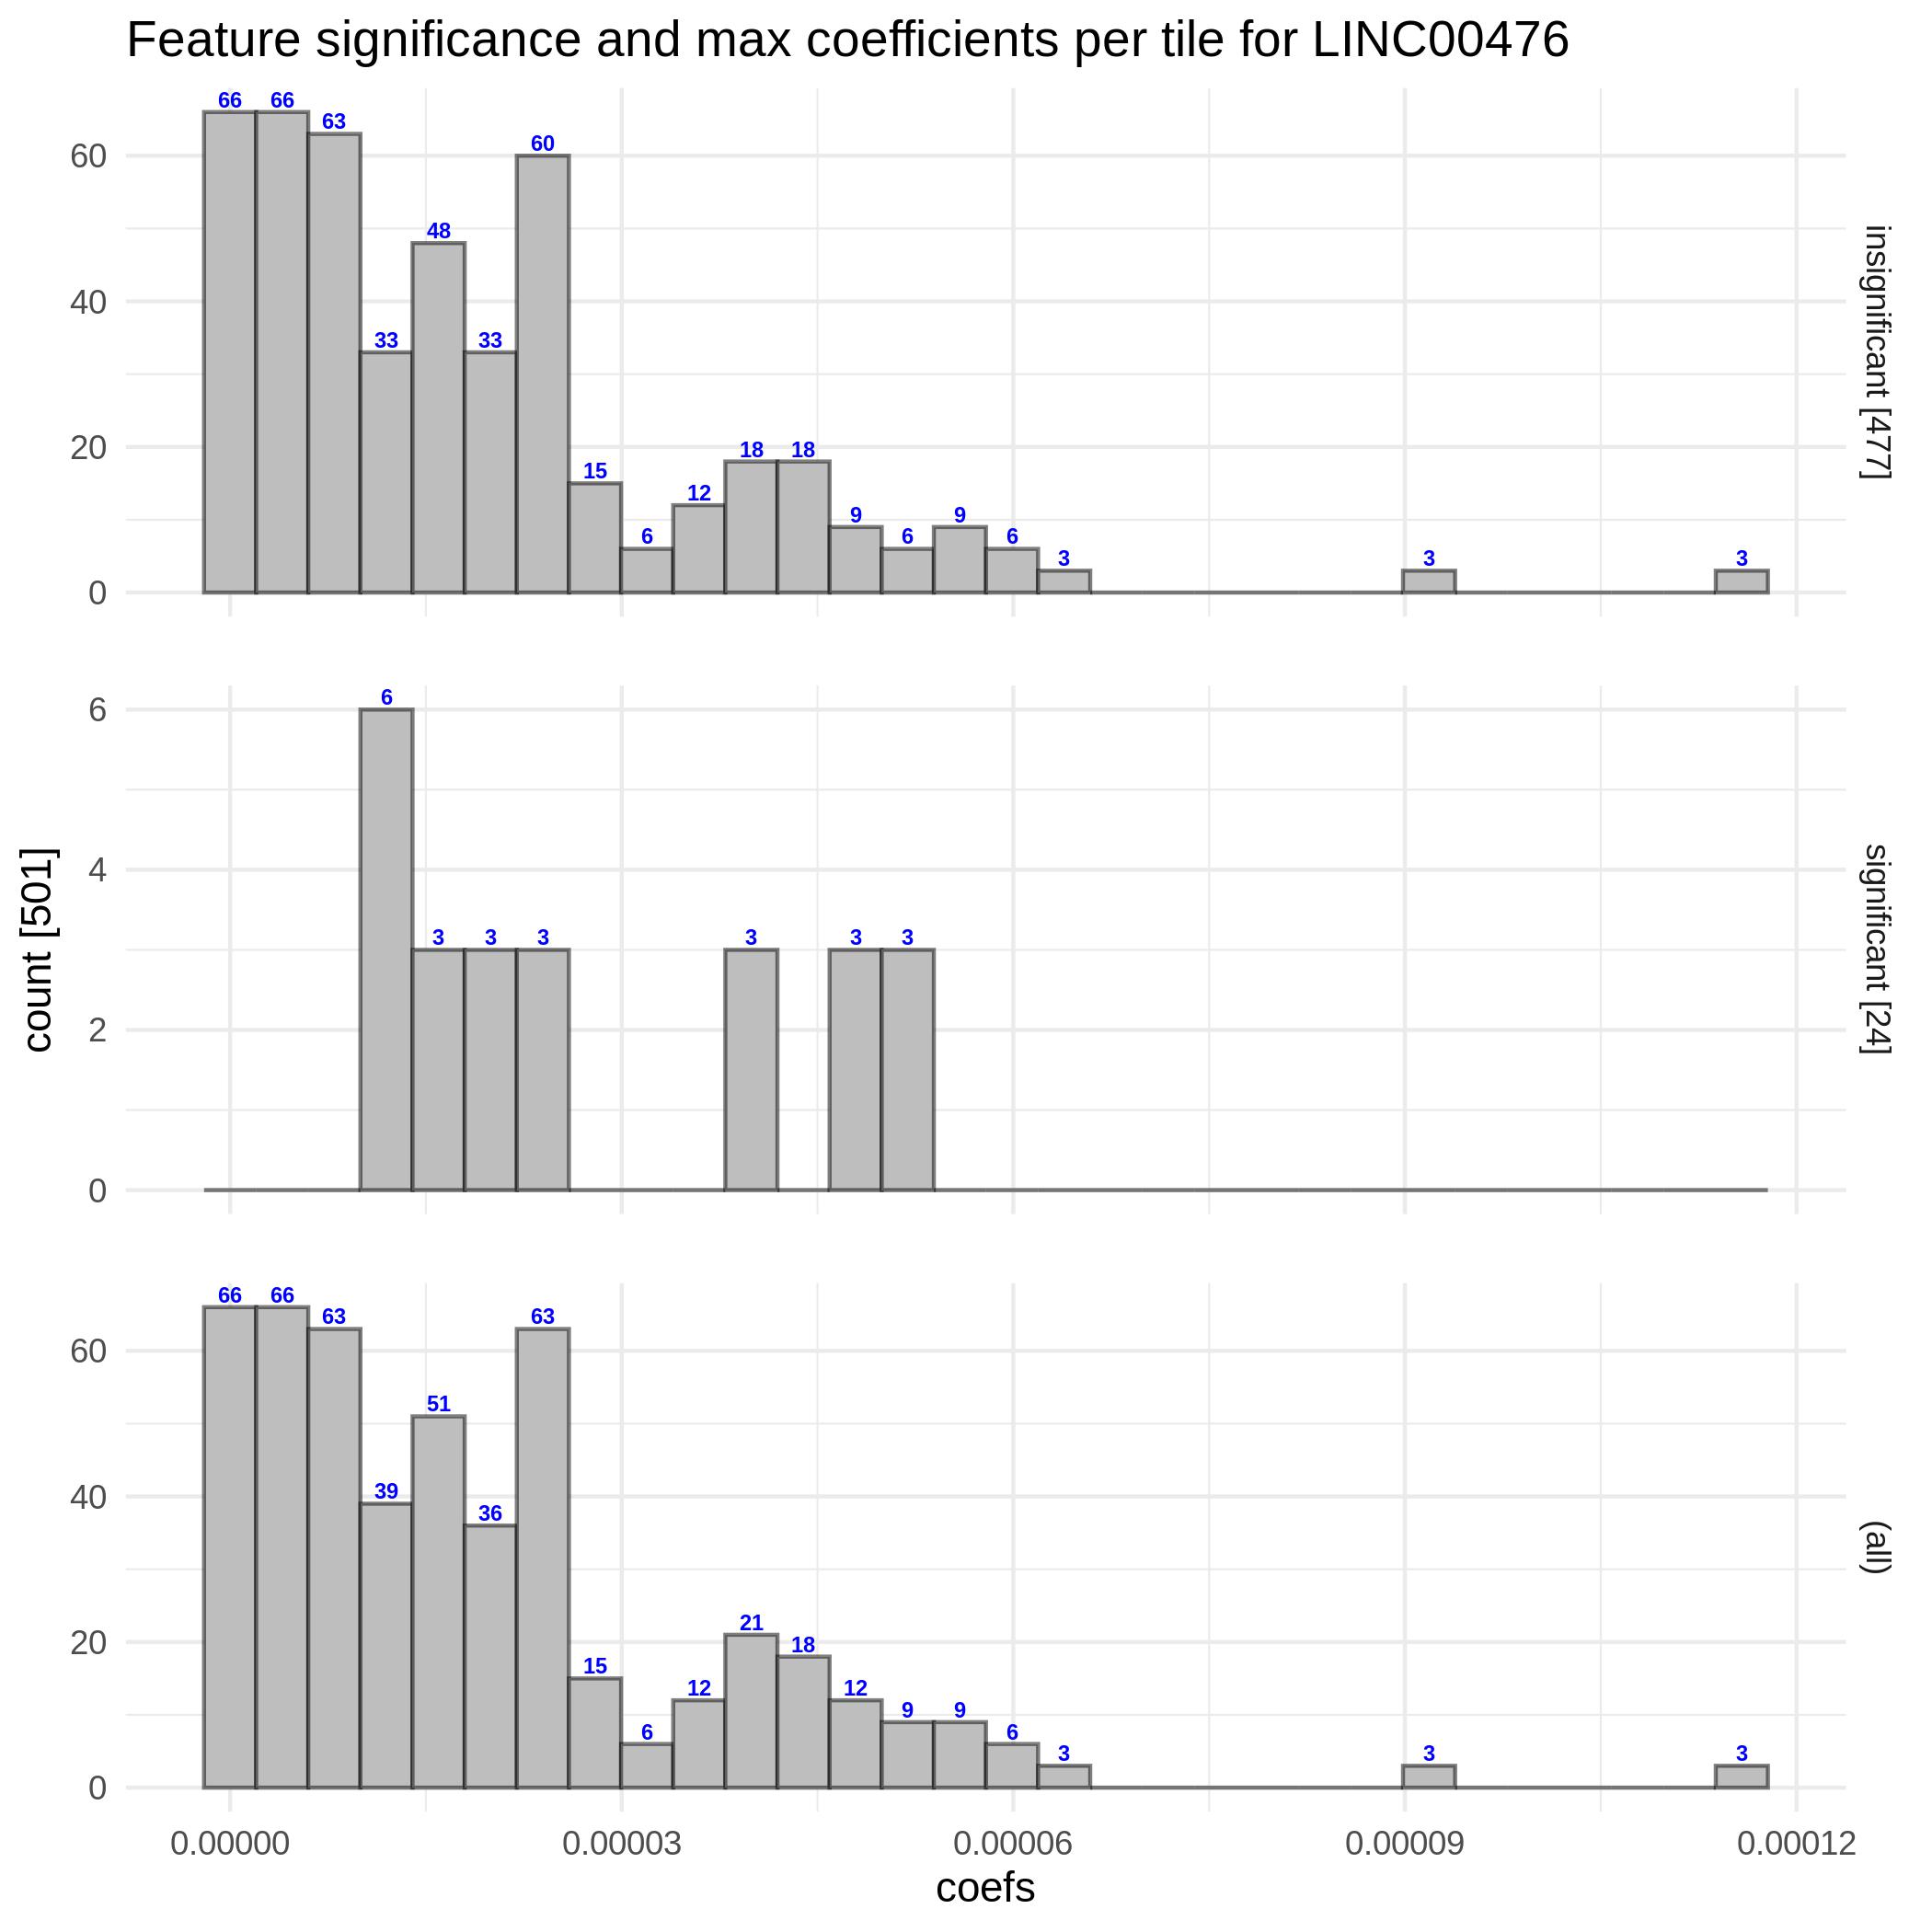 Feature significance and max coefficients per tile for LINC00476
66 66 63 33 48 33 60 15 6 12 18 18 9 6 9 6 3 3 3
60
40
20
0
insignificant [477]
6 3 3 3 3 3 3
6
4
2
0
significant [24]
count [501]
66 66 63 39 51 36 63 15 6 12 21 18 12 9 9 6 3 3 3
60
40
20
0
(all)
0.00000 0.00003 0.00006 0.00009 0.00012
coefs